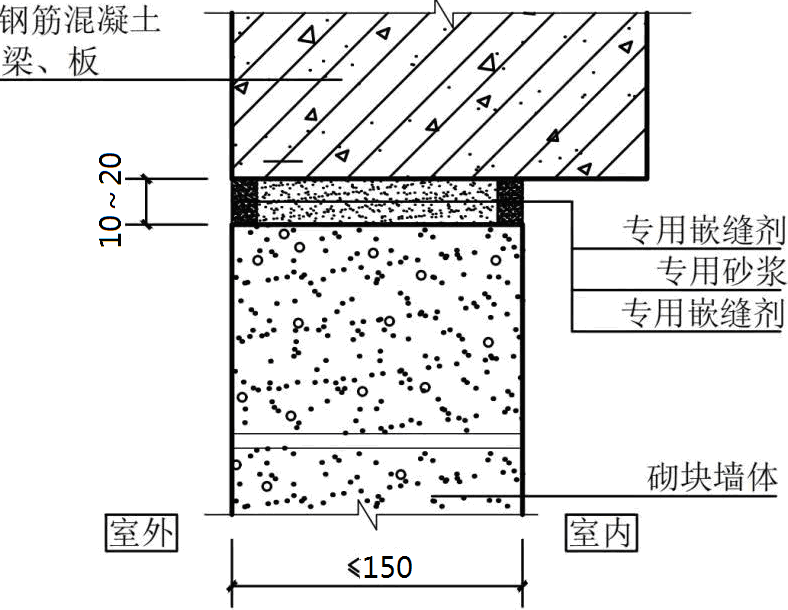 钢筋混凝土
梁、板
10~20
专用嵌缝剂
专用砂浆
专用嵌缝剂
砌块墙体
室外
室内
≤150